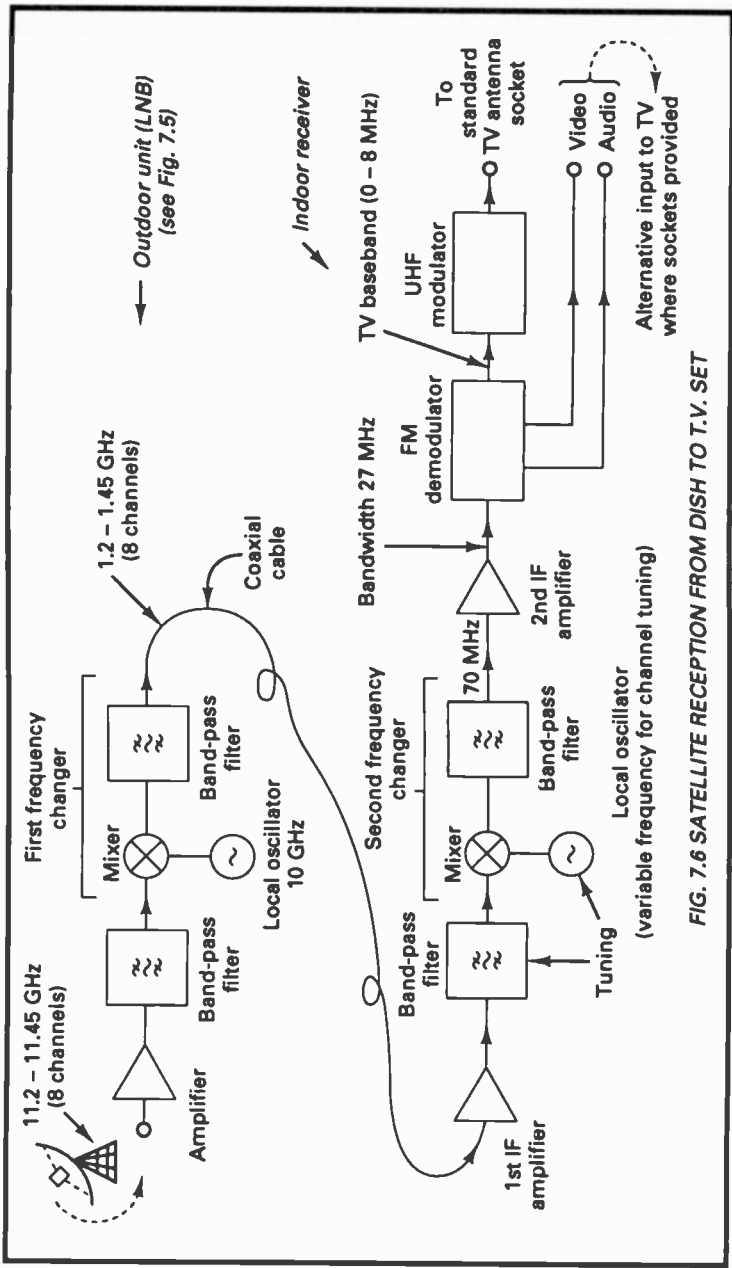 11.2 – 11.45 GHz
(8 channels)
Amplifier
Band-pass
filter
First frequency
changer
Mixer
Local oscillator
10 GHz
Band-pass
filter
1.2 – 1.45 GHz
(8 channels)
Coaxial
cable
Outdoor unit (LNB)
(see Fig. 7.5)
Indoor receiver
1st IF
amplifier
Band-pass
filter
Tuning
Second frequency
changer
Mixer
Local oscillator
(variable frequency for channel tuning)
Band-pass
filter
70 MHz
2nd IF
amplifier
Bandwidth 27 MHz
FM
demodulator
TV baseband (0 – 8 MHz)
UHF
modulator
To
standard
TV antenna
socket
Video
Audio
Alternative input to TV
where sockets provided
FIG. 7.6 SATELLITE RECEPTION FROM DISH TO T.V. SET